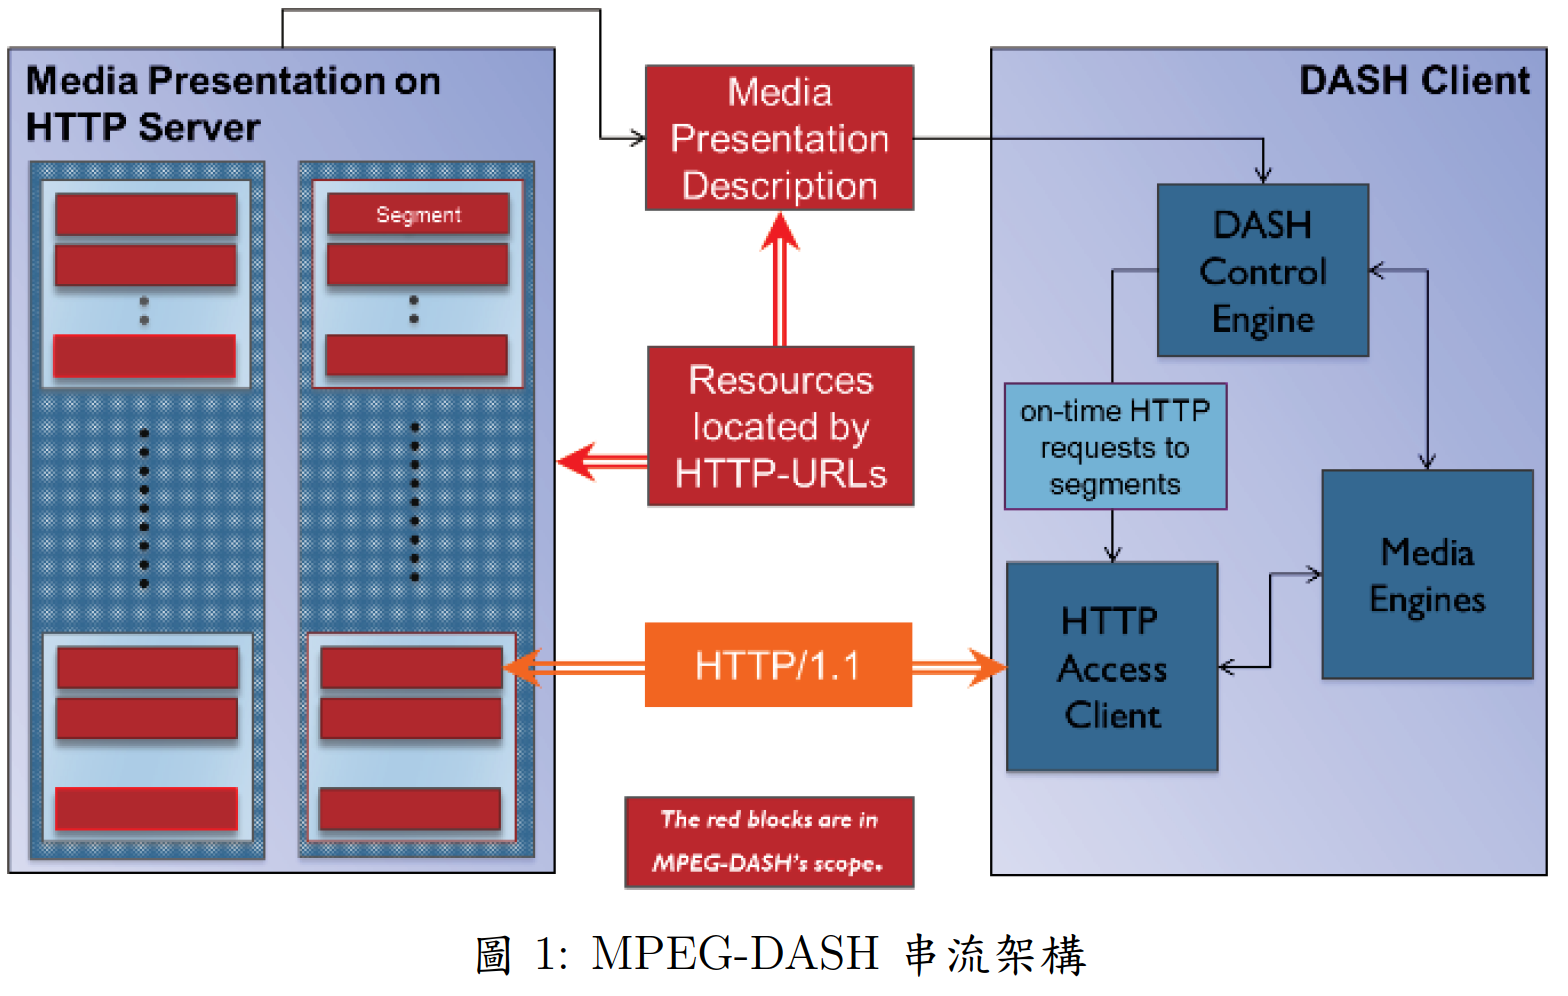 Media Presentation on
HTTP Server
Segment
Media
Presentation
Description
Resources
located by
HTTP-URLs
HTTP/1.1
The red blocks are in
MPEG-DASH's scope.
DASH Client
DASH
Control
Engine
on-time HTTP
requests to
segments
Media
Engines
HTTP
Access
Client
圖 1: MPEG-DASH 串流架構